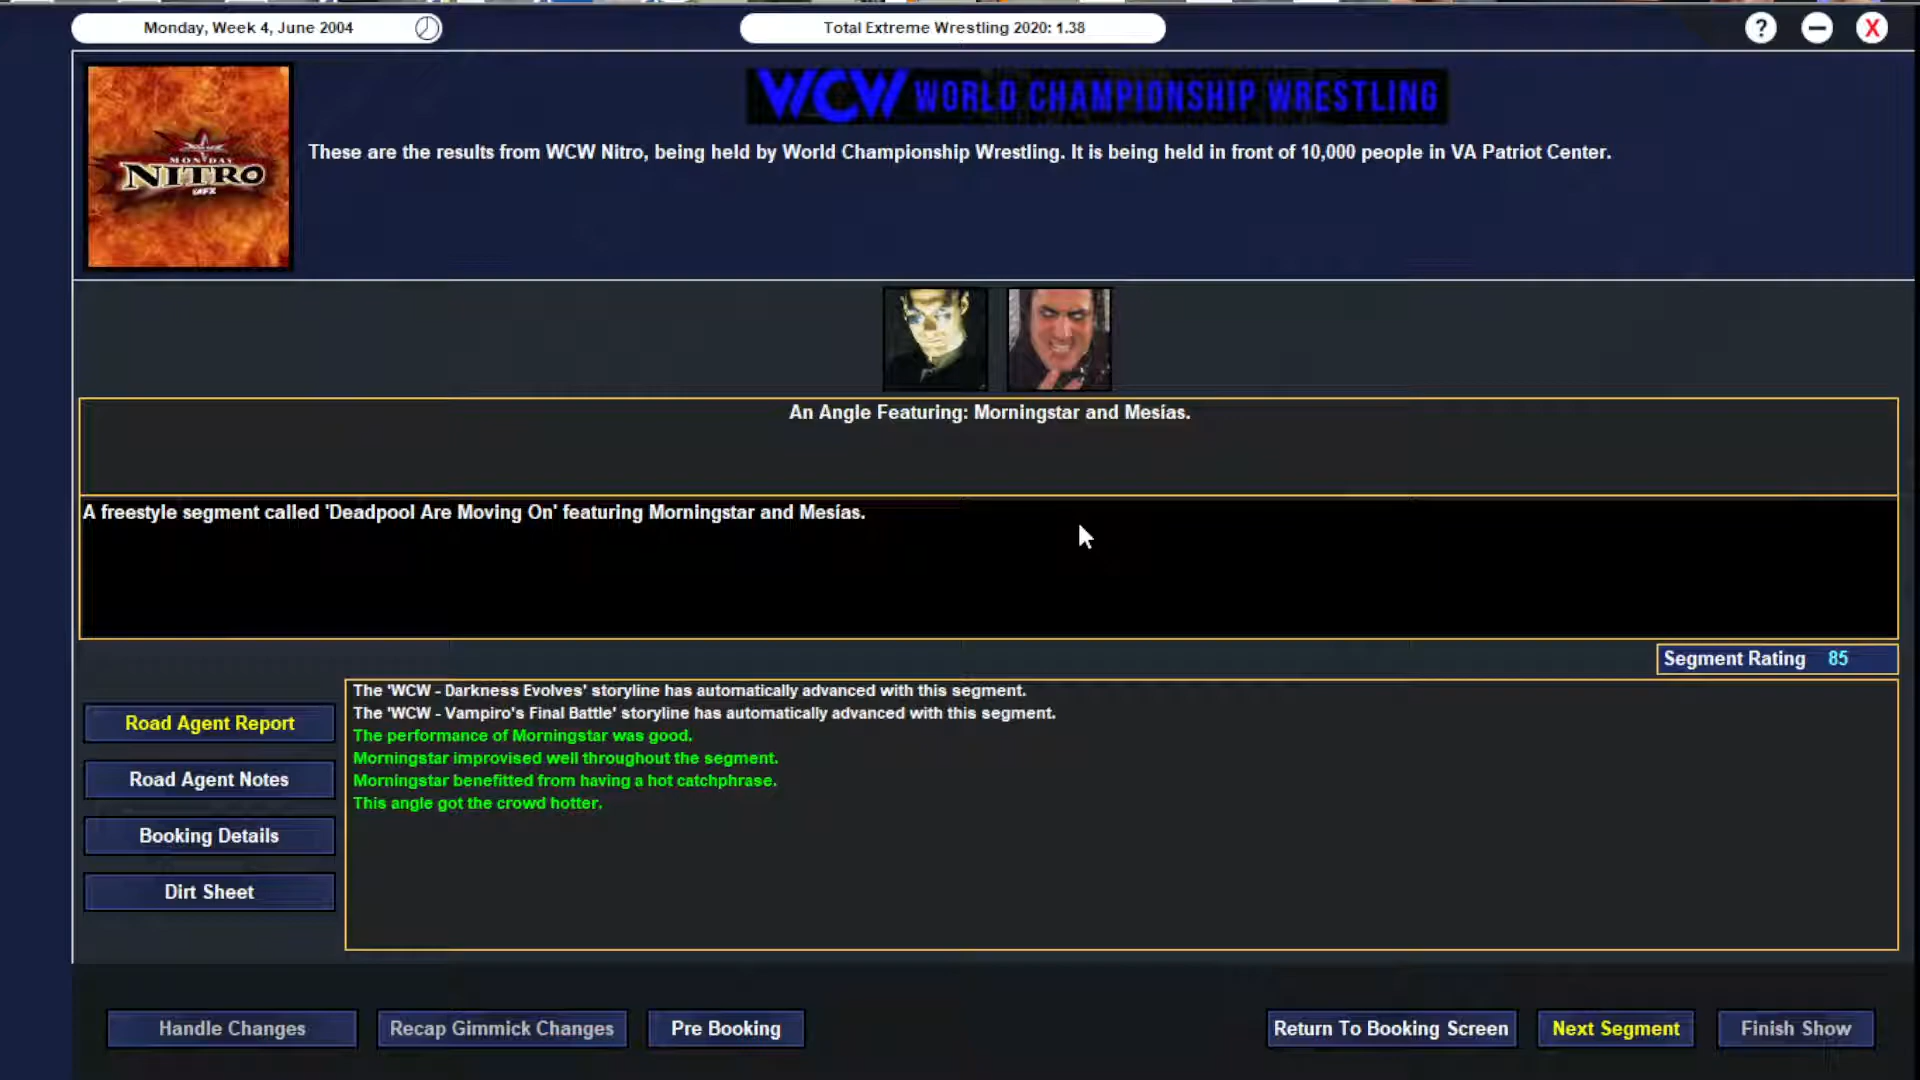 Monday, Week 4, June 2004
Total Extreme Wrestling 2020: 1.38
?
X
WCW WORLD CHAMPIONSHIP WRESTLING
MONDAY
NITRO
These are the results from WCW Nitro, being held by World Championship Wrestling. It is being held in front of 10,000 people in VA Patriot Center.
An Angle Featuring: Morningstar and Mesías.
A freestyle segment called 'Deadpool Are Moving On' featuring Morningstar and Mesías.
Segment Rating 85
Road Agent Report
Road Agent Notes
Booking Details
Dirt Sheet
The 'WCW - Darkness Evolves' storyline has automatically advanced with this segment.
The 'WCW - Vampiro's Final Battle' storyline has automatically advanced with this segment.
The performance of Morningstar was good.
Morningstar improvised well throughout the segment.
Morningstar benefitted from having a hot catchphrase.
This angle got the crowd hotter.
Handle Changes
Recap Gimmick Changes
Pre Booking
Return To Booking Screen
Next Segment
Finish Show